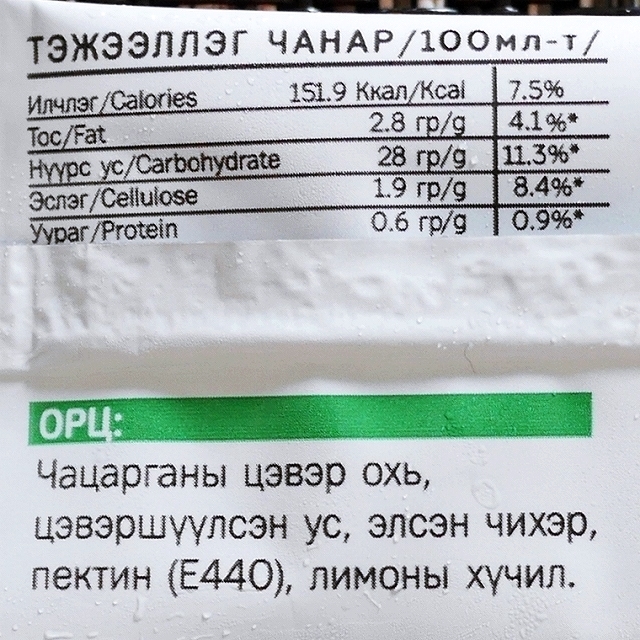 ТЭЖЭЭЛЛЭГ ЧАНАР/100мл-т/
Илчлэг/Calories 151.9 Ккал/Kcal 7.5%
Тос/Fat 2.8 гр/g 4.1%*
Нүүрс ус/Carbohydrate 28 гр/g 11.3%*
Эслэг/Cellulose 1.9 гр/g 8.4%*
Уураг/Protein 0.6 гр/g 0.9%*
ОРЦ:
Чацарганы цэвэр охь,
цэвэршүүлсэн ус, элсэн чихэр,
пектин (Е440), лимоны хүчил.